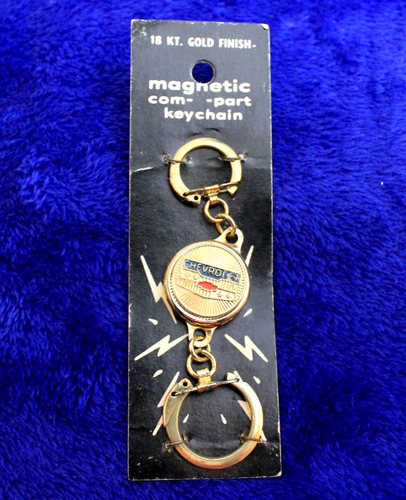 18 KT. GOLD FINISH-
magnetic
com- -part
keychain
CHEVROLET